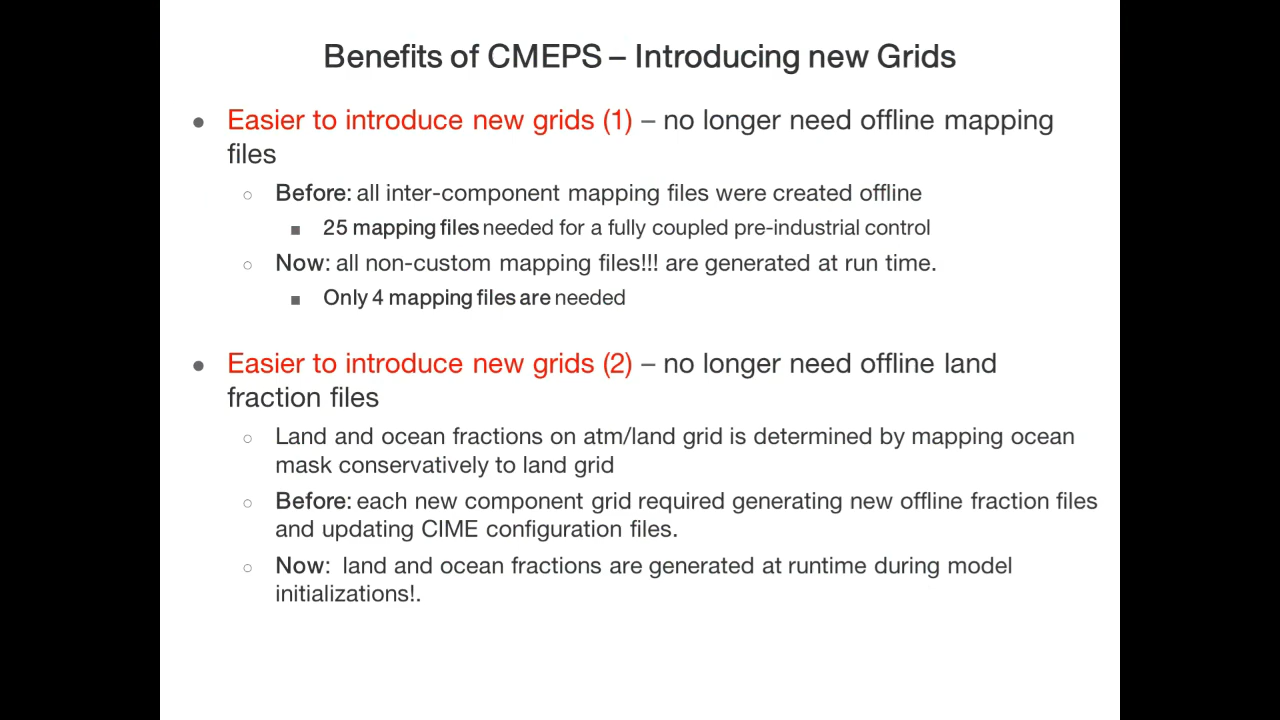 Benefits of CMEPS – Introducing new Grids
● Easier to introduce new grids (1) – no longer need offline mapping
files
○ Before: all inter-component mapping files were created offline
■ 25 mapping files needed for a fully coupled pre-industrial control
○ Now: all non-custom mapping files!!! are generated at run time.
■ Only 4 mapping files are needed
● Easier to introduce new grids (2) – no longer need offline land
fraction files
○ Land and ocean fractions on atm/land grid is determined by mapping ocean
mask conservatively to land grid
○ Before: each new component grid required generating new offline fraction files
and updating CIME configuration files.
○ Now: land and ocean fractions are generated at runtime during model
initializations!.